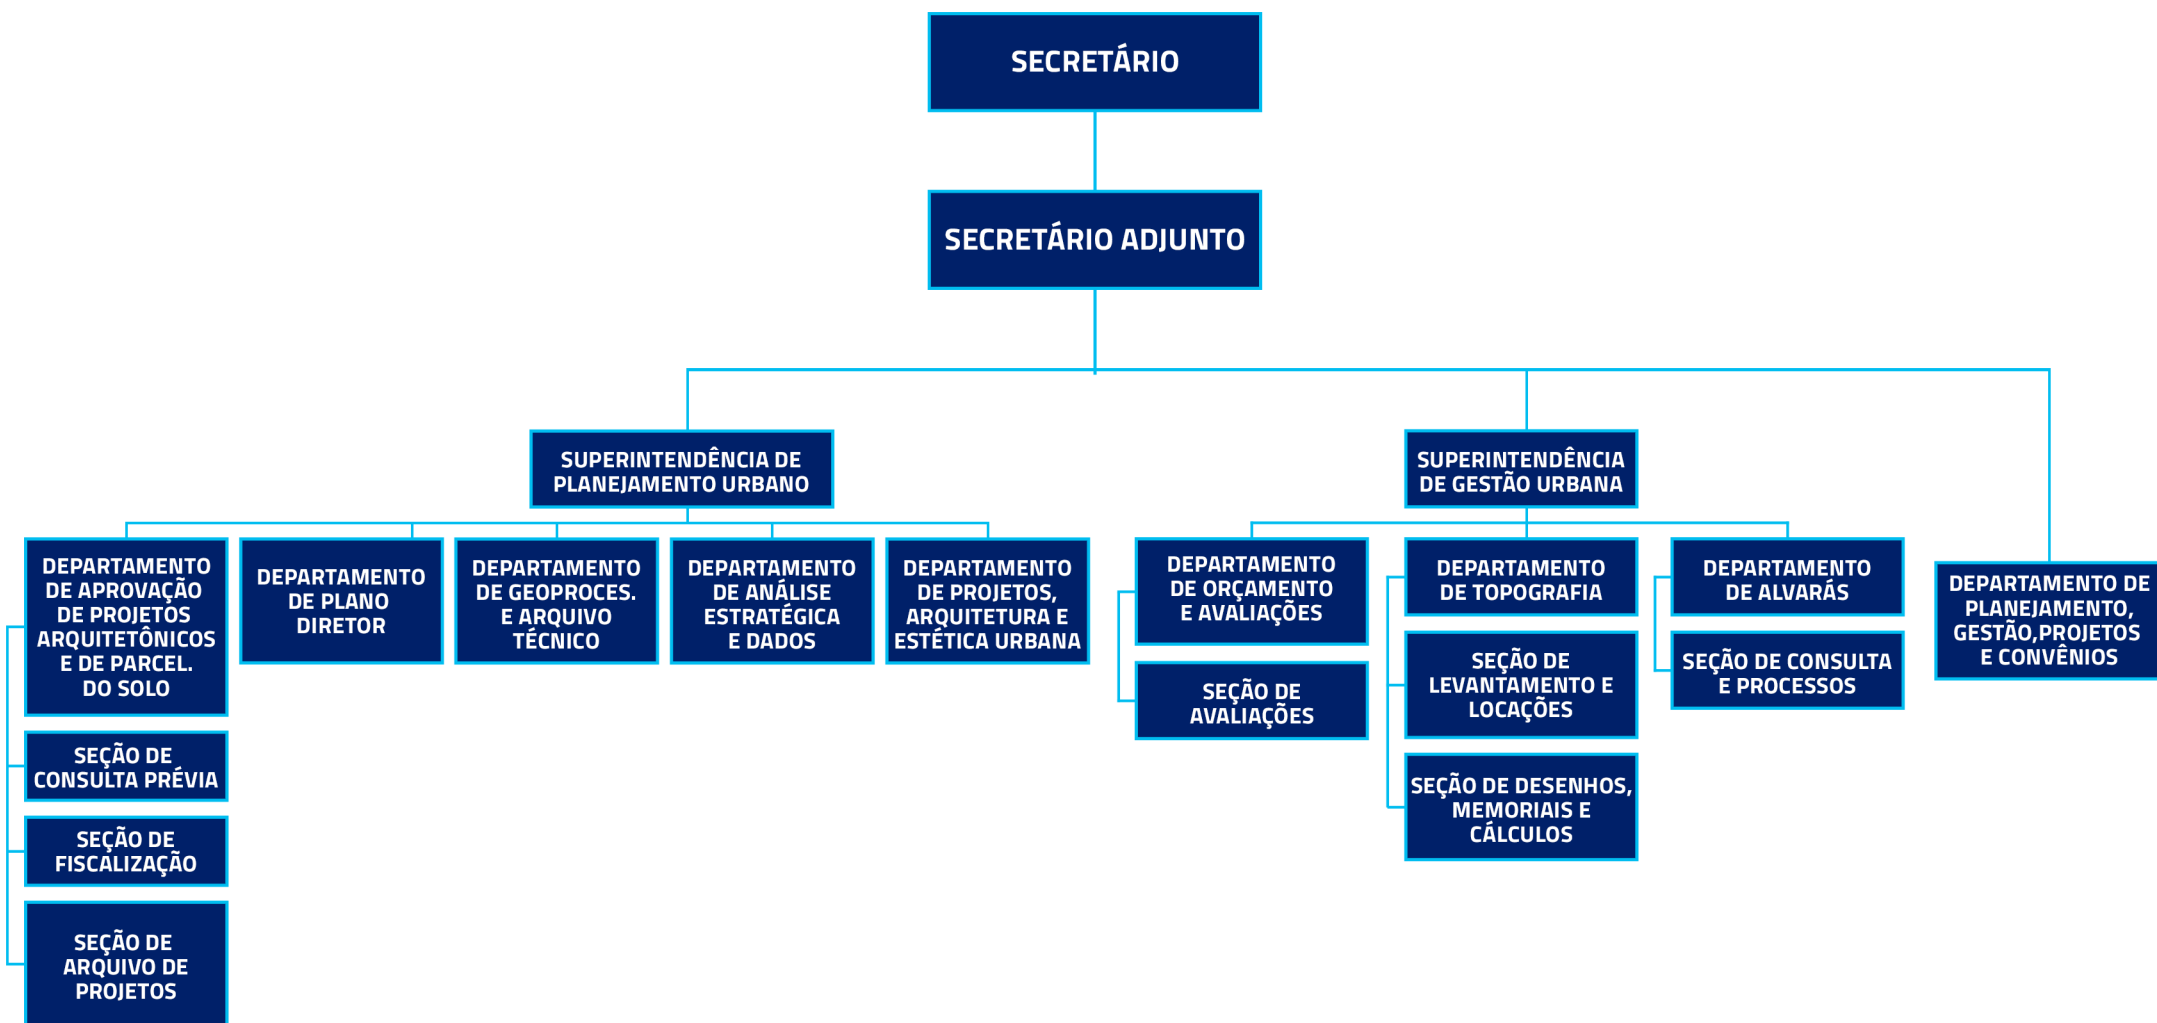 SECRETÁRIO
SECRETÁRIO ADJUNTO
SUPERINTENDÊNCIA DE
PLANEJAMENTO URBANO
SUPERINTENDÊNCIA
DE GESTÃO URBANA
DEPARTAMENTO
DE APROVAÇÃO
DE PROJETOS
ARQUITETÔNICOS
E DE PARCEL.
DO SOLO
SEÇÃO DE
CONSULTA PRÉVIA
SEÇÃO DE
FISCALIZAÇÃO
SEÇÃO DE
ARQUIVO DE
PROJETOS
DEPARTAMENTO
DE PLANO
DIRETOR
DEPARTAMENTO
DE GEOPROCES.
E ARQUIVO
TÉCNICO
DEPARTAMENTO
DE ANÁLISE
ESTRATÉGICA
E DADOS
DEPARTAMENTO
DE PROJETOS,
ARQUITETURA E
ESTÉTICA URBANA
DEPARTAMENTO
DE ORÇAMENTO
E AVALIAÇÕES
SEÇÃO DE
AVALIAÇÕES
DEPARTAMENTO
DE TOPOGRAFIA
SEÇÃO DE
LEVANTAMENTO E
LOCAÇÕES
SEÇÃO DE DESENHOS,
MEMORIAIS E
CÁLCULOS
DEPARTAMENTO
DE ALVARÁS
SEÇÃO DE CONSULTA
E PROCESSOS
DEPARTAMENTO DE
PLANEJAMENTO,
GESTÃO,PROJETOS
E CONVÊNIOS